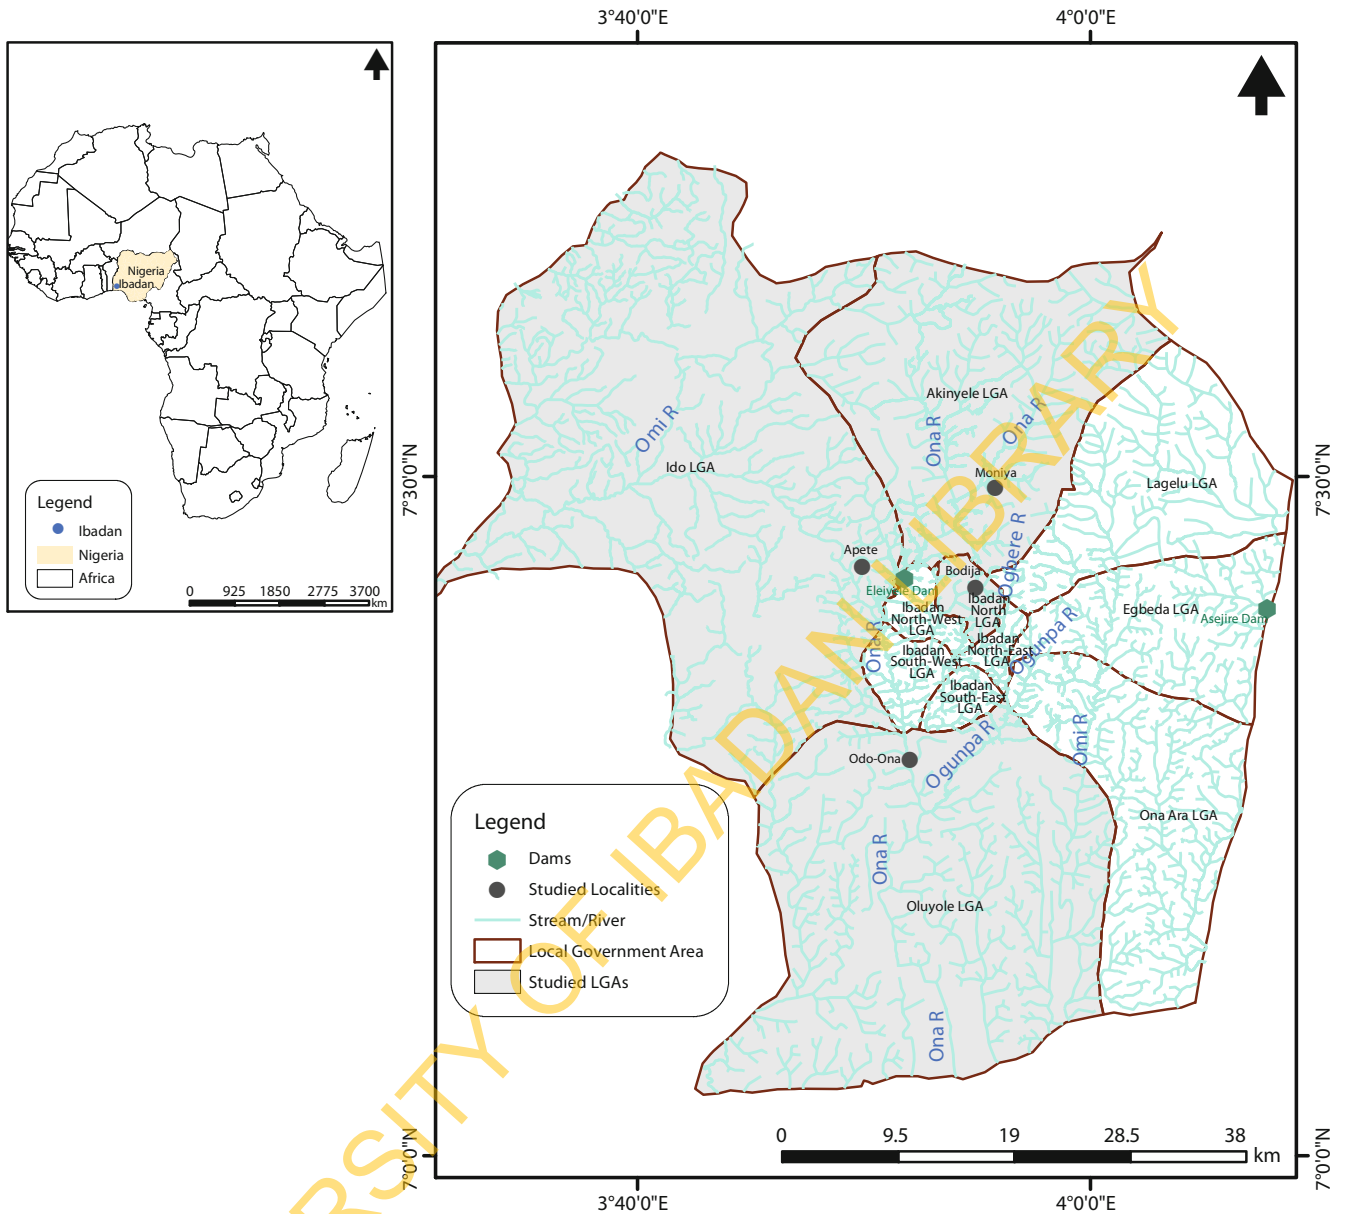 3°40'0"E
4°0'0"E
Nigeria
Ibadan
Legend
Ibadan
Nigeria
Africa
0 925 1850 2775 3700
km
7°30'0"N
7°30'0"N
Akinyele LGA
Omi R
Ona R
Ona R
Ido LGA
Moniya
Lagelu LGA
Ogbere R
Apete
Bodija
Eleiyele Dam
Ibadan
North
LGA
Ibadan
North-West
LGA
Egbeda LGA
Asejire Dam
Ona R
Ogunpa R
Ibadan
North-East
LGA
Ibadan
South-West
LGA
Ibadan
South-East
LGA
Omi R
Ogunpa R
Odo-Ona
Ona Ara LGA
Ona R
Oluyole LGA
Ona R
Legend
Dams
Studied Localities
Stream/River
Local Government Area
Studied LGAs
0 9.5 19 28.5 38
km
7°0'0"N
7°0'0"N
3°40'0"E
4°0'0"E
RSITY OF IBADAN LIBRARY